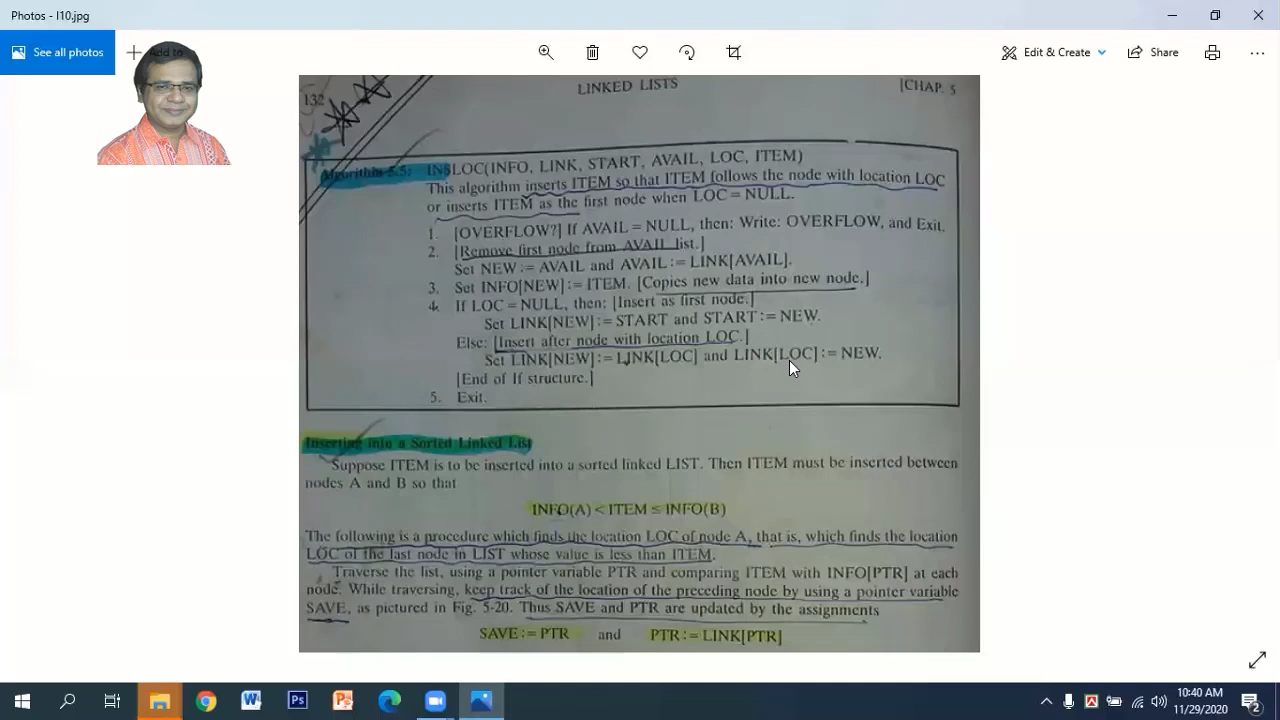 Photos - I10.jpg
See all photos
Add to
Edit & Create
Share
132
LINKED LISTS
[CHAP. 5
Algorithm 5.5: INSLOC(INFO, LINK, START, AVAIL, LOC, ITEM)
This algorithm inserts ITEM so that ITEM follows the node with location LOC
or inserts ITEM as the first node when LOC = NULL.
1. [OVERFLOW?] If AVAIL = NULL, then: Write: OVERFLOW, and Exit.
2. [Remove first node from AVAIL list.]
Set NEW := AVAIL and AVAIL := LINK[AVAIL].
3. Set INFO[NEW] := ITEM. [Copies new data into new node.]
4. If LOC = NULL, then: [Insert as first node.]
Set LINK[NEW] := START and START := NEW.
Else: [Insert after node with location LOC.]
Set LINK[NEW] := LINK[LOC] and LINK[LOC] := NEW.
[End of If structure.]
5. Exit.
Inserting into a Sorted Linked List
Suppose ITEM is to be inserted into a sorted linked LIST. Then ITEM must be inserted between
nodes A and B so that
INFO(A) < ITEM ≤ INFO(B)
The following is a procedure which finds the location LOC of node A, that is, which finds the location
LOC of the last node in LIST whose value is less than ITEM.
Traverse the list, using a pointer variable PTR and comparing ITEM with INFO[PTR] at each
node. While traversing, keep track of the location of the preceding node by using a pointer variable
SAVE, as pictured in Fig. 5-20. Thus SAVE and PTR are updated by the assignments
SAVE := PTR and PTR := LINK[PTR]
10:40 AM
11/29/2020
2